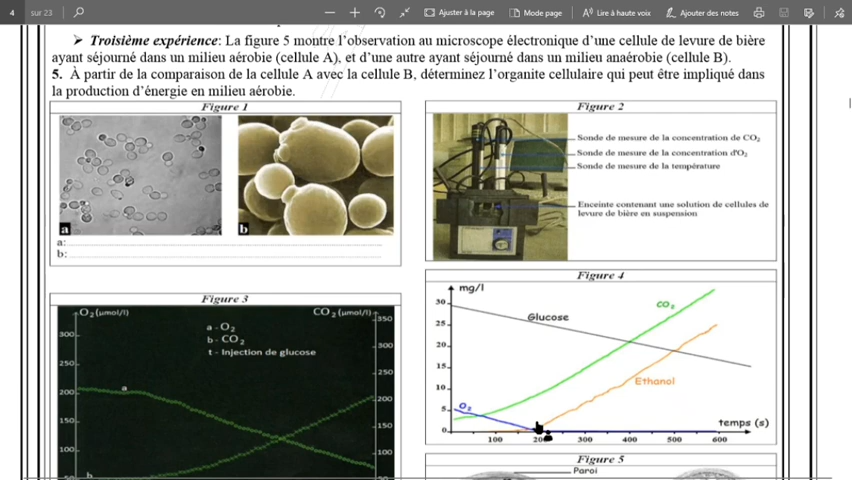 4 sur 23
Ajuster à la page
Mode page
Lire à haute voix
Ajouter des notes
➢ Troisième expérience: La figure 5 montre l'observation au microscope électronique d'une cellule de levure de bière
ayant séjourné dans un milieu aérobie (cellule A), et d'une autre ayant séjourné dans un milieu anaérobie (cellule B).
5. À partir de la comparaison de la cellule A avec la cellule B, déterminez l'organite cellulaire qui peut être impliqué dans
la production d'énergie en milieu aérobie.
Figure 1
a
b
a:
b:
Figure 2
Sonde de mesure de la concentration de CO₂
Sonde de mesure de la concentration d'O₂
Sonde de mesure de la température
Enceinte contenant une solution de cellules de
levure de bière en suspension
Figure 3
O₂ (µmol/l)
CO₂ (µmol/l)
a - O₂
b - CO₂
t - Injection de glucose
300
250
200
150
100
50
350
300
250
200
150
100
50
a
b
Figure 4
mg/l
30
25
20
15
10
5
0
Glucose
CO₂
Ethanol
O₂
temps (s)
100
200
300
400
500
600
Figure 5
Paroi